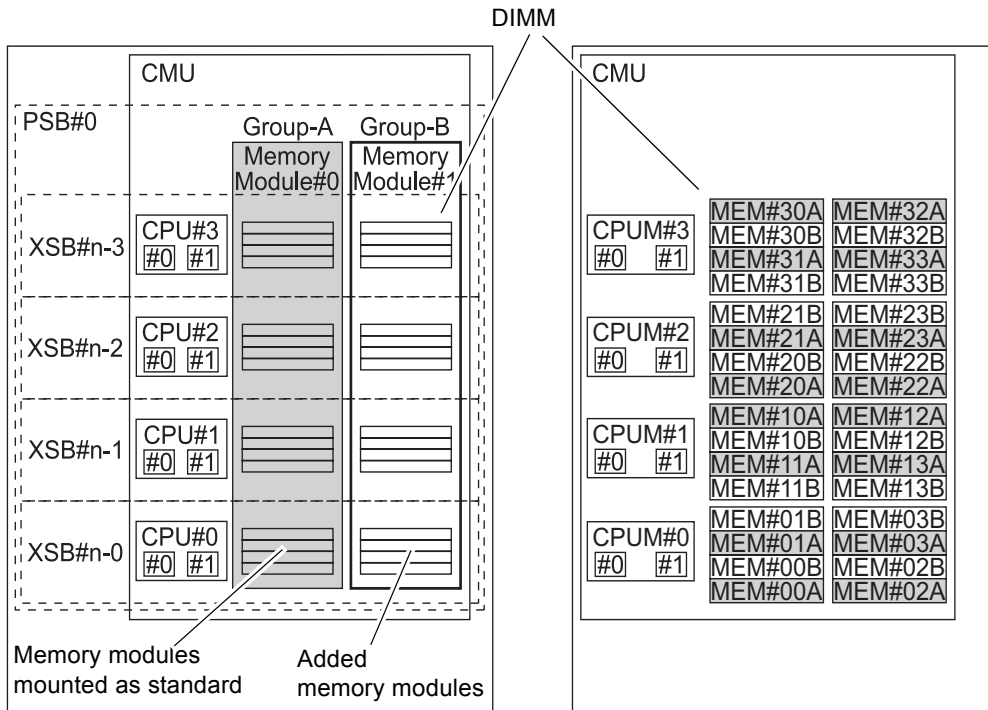 DIMM
CMU
PSB#0
Group-A Group-B
Memory Module#0
Memory Module#1
XSB#n-3
CPU#3
#0 #1
XSB#n-2
CPU#2
#0 #1
XSB#n-1
CPU#1
#0 #1
XSB#n-0
CPU#0
#0 #1
Memory modules
mounted as standard
Added
memory modules
CMU
CPUM#3
#0 #1
MEM#30A MEM#32A
MEM#30B MEM#32B
MEM#31A MEM#33A
MEM#31B MEM#33B
CPUM#2
#0 #1
MEM#21B MEM#23B
MEM#21A MEM#23A
MEM#20B MEM#22B
MEM#20A MEM#22A
CPUM#1
#0 #1
MEM#10A MEM#12A
MEM#10B MEM#12B
MEM#11A MEM#13A
MEM#11B MEM#13B
CPUM#0
#0 #1
MEM#01B MEM#03B
MEM#01A MEM#03A
MEM#00B MEM#02B
MEM#00A MEM#02A